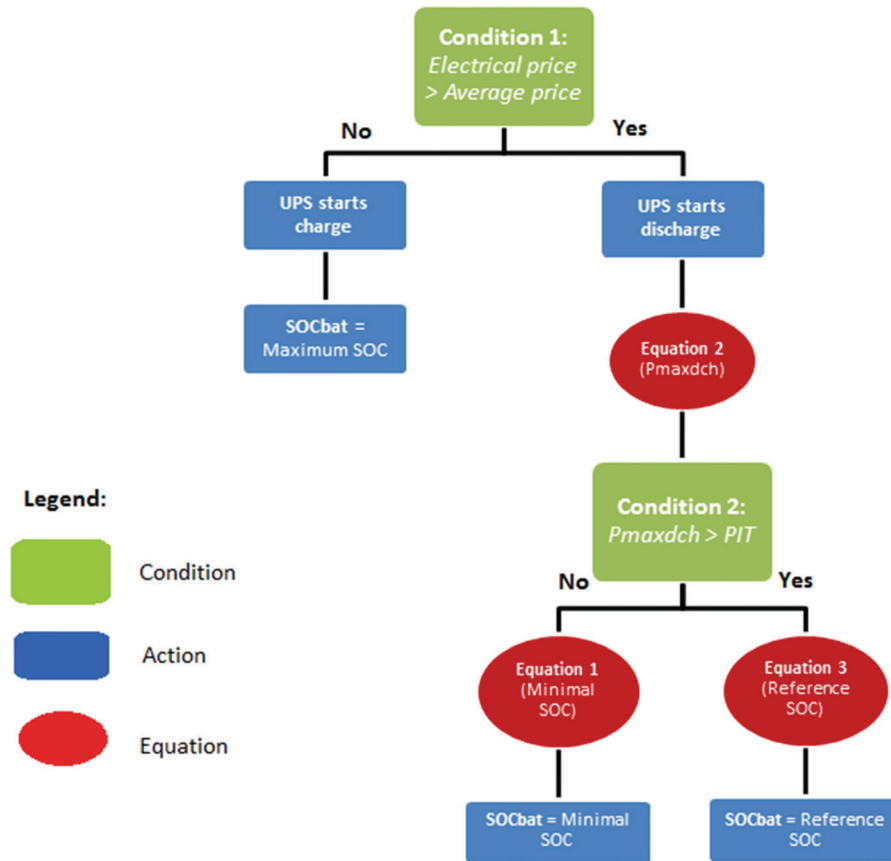 Condition 1:
Electrical price
> Average price
No
Yes
UPS starts
charge
UPS starts
discharge
SOCbat =
Maximum SOC
Equation 2
(Pmaxdch)
Legend:
Condition
Action
Equation
Condition 2:
Pmaxdch > PIT
No
Yes
Equation 1
(Minimal
SOC)
Equation 3
(Reference
SOC)
SOCbat = Minimal
SOC
SOCbat = Reference
SOC